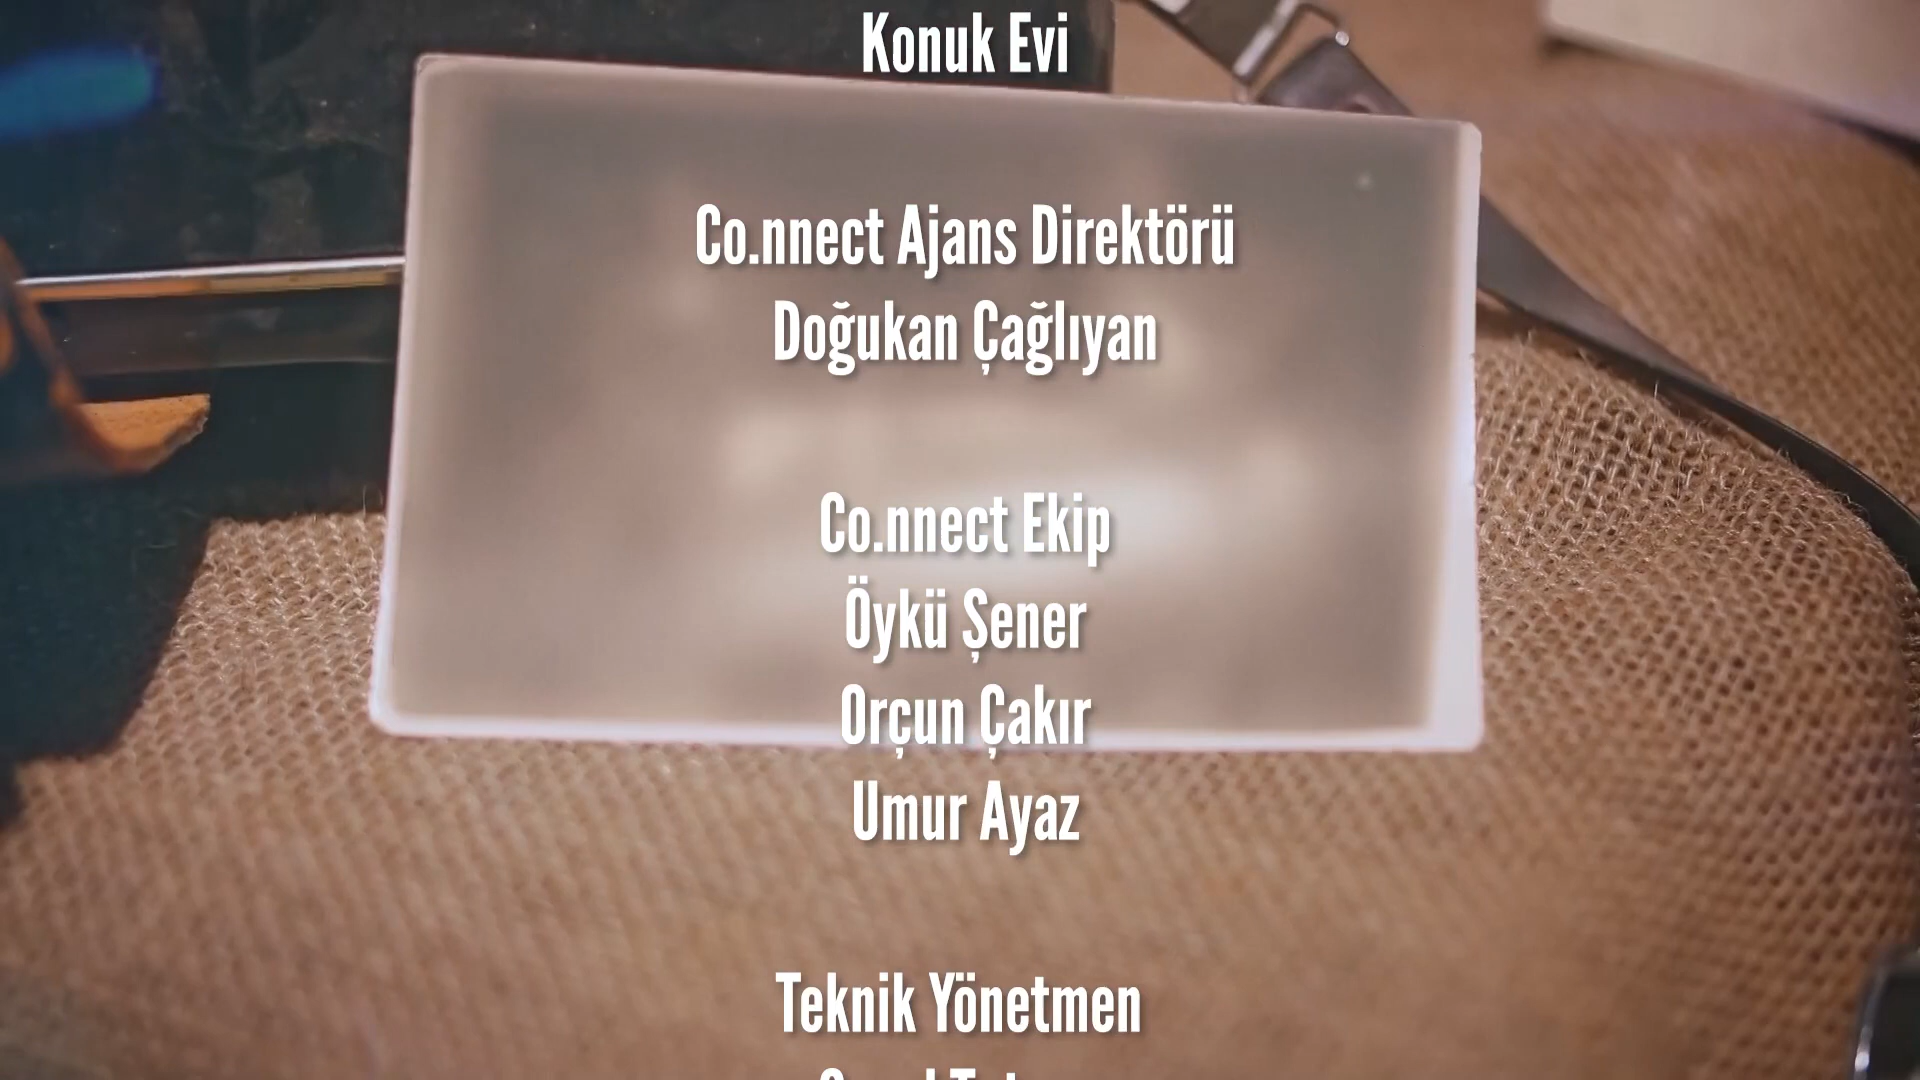 Konuk Evi
Co.nnect Ajans Direktörü
Doğukan Çağlıyan
Co.nnect Ekip
Öykü Şener
Orçun Çakır
Umur Ayaz
Teknik Yönetmen